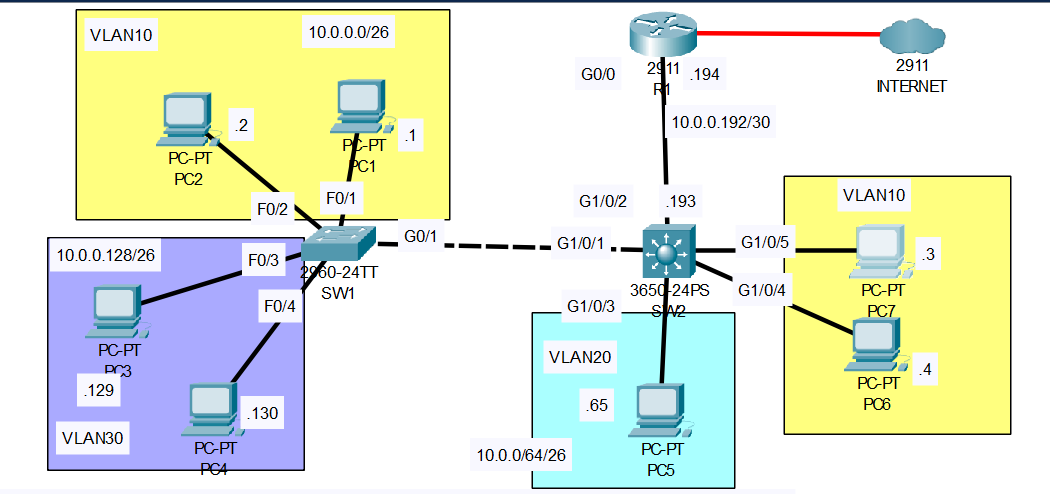 VLAN10
10.0.0.0/26
PC-PT
PC2
.2
PC-PT
PC1
.1
F0/2
F0/1
2911
R1
G0/0
.194
10.0.0.192/30
2911
INTERNET
G0/1
2960-24TT
SW1
10.0.0.128/26
F0/3
F0/4
PC-PT
PC3
.129
VLAN30
PC-PT
PC4
.130
G1/0/2
.193
G1/0/1
3650-24PS
SW2
G1/0/5
G1/0/4
G1/0/3
VLAN10
PC-PT
PC7
.3
PC-PT
PC6
.4
VLAN20
.65
10.0.0/64/26
PC-PT
PC5